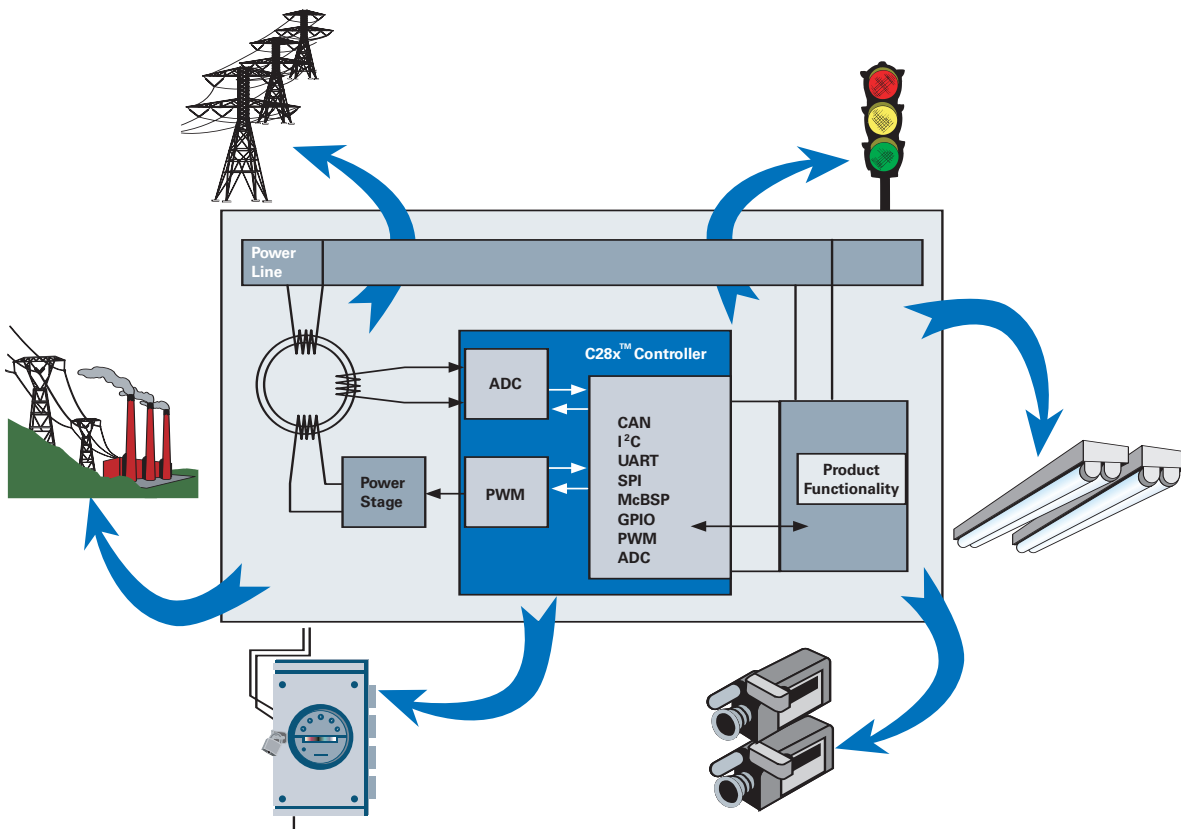 Power
Line
C28x™ Controller
ADC
CAN
I²C
UART
SPI
McBSP
GPIO
PWM
ADC
Product
Functionality
Power
Stage
PWM